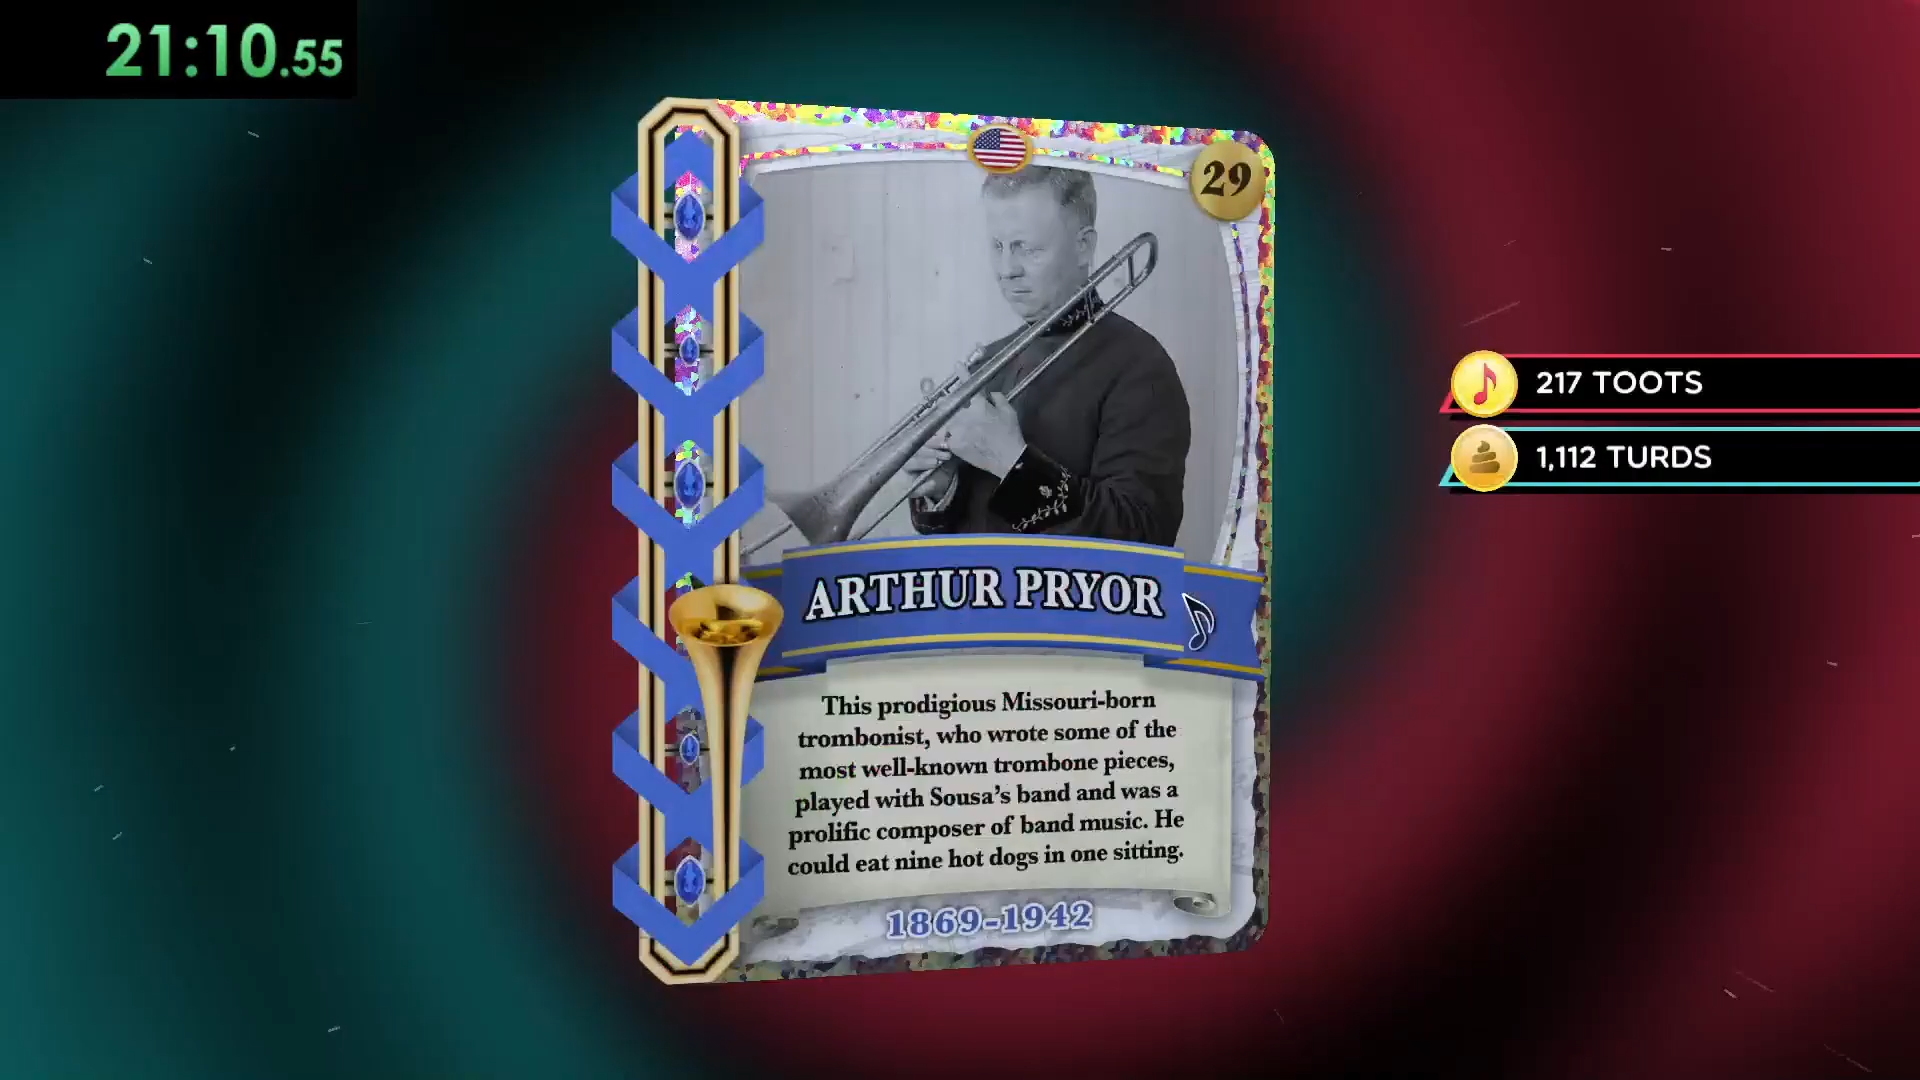 21:10.55
29
217 TOOTS
1,112 TURDS
ARTHUR PRYOR
This prodigious Missouri-born
trombonist, who wrote some of the
most well-known trombone pieces,
played with Sousa's band and was a
prolific composer of band music. He
could eat nine hot dogs in one sitting.
1869-1942